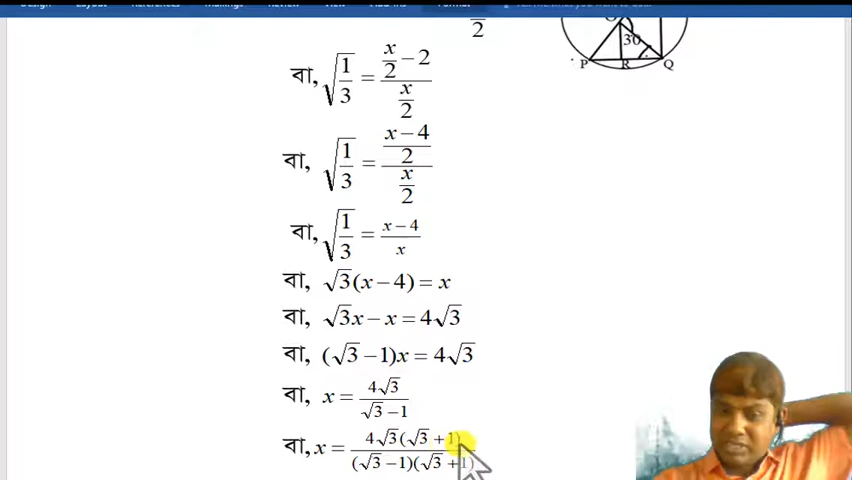 2
O
30
P R Q
বা, √(1/3) = (x/2 − 2)/(x/2)
বা, √(1/3) = ((x − 4)/2)/(x/2)
বা, √(1/3) = (x − 4)/x
বা, √3(x − 4) = x
বা, √3x − x = 4√3
বা, (√3 − 1)x = 4√3
বা, x = 4√3/(√3 − 1)
বা, x = 4√3(√3 + 1)/((√3 − 1)(√3 + 1))